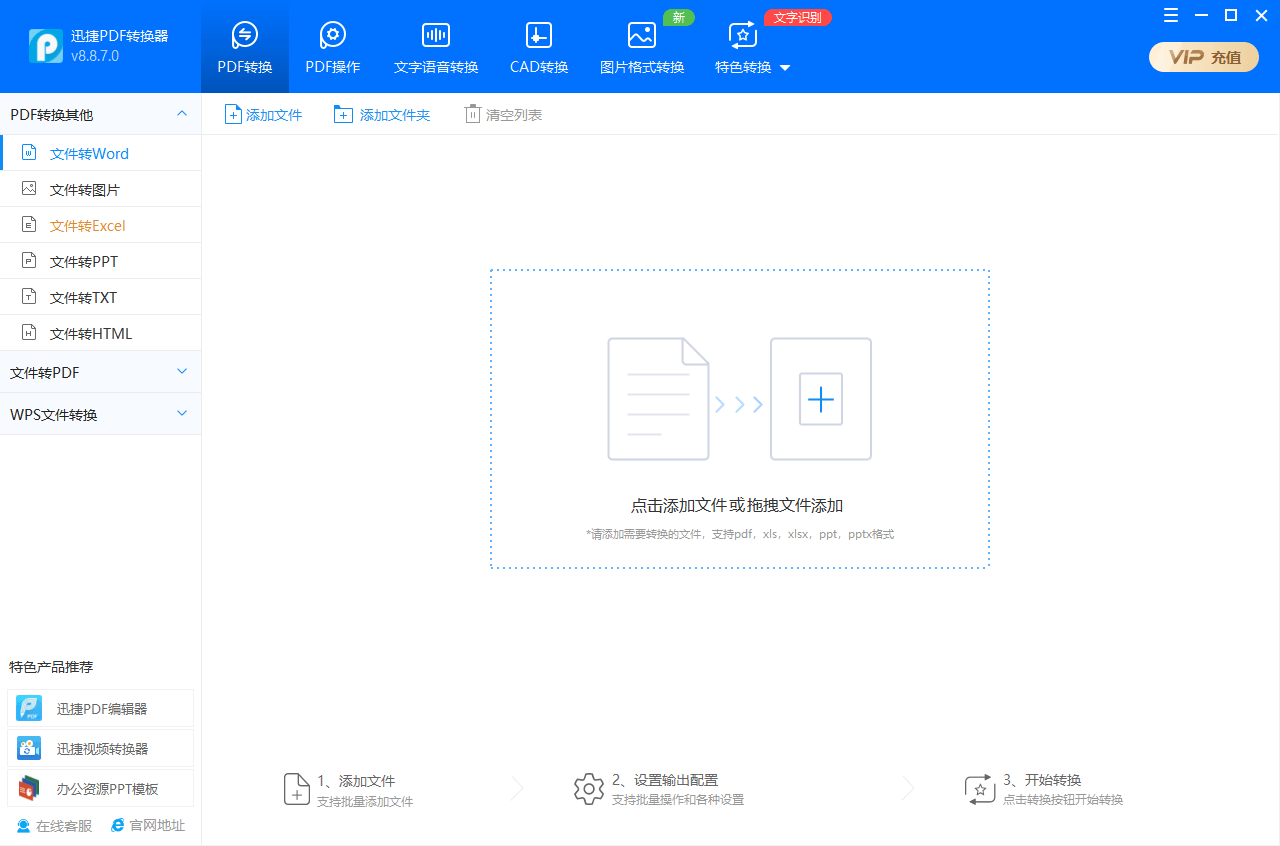 迅捷PDF转换器
v8.8.7.0
PDF转换
PDF操作
文字语音转换
CAD转换
新
图片格式转换
文字识别
特色转换
VIP 充值
PDF转换其他
文件转Word
文件转图片
文件转Excel
文件转PPT
文件转TXT
文件转HTML
文件转PDF
WPS文件转换
添加文件
添加文件夹
清空列表
点击添加文件或拖拽文件添加
*请添加需要转换的文件，支持pdf，xls，xlsx，ppt，pptx格式
特色产品推荐
迅捷PDF编辑器
迅捷视频转换器
办公资源PPT模板
在线客服
官网地址
1、添加文件
支持批量添加文件
2、设置输出配置
支持批量操作和各种设置
3、开始转换
点击转换按钮开始转换